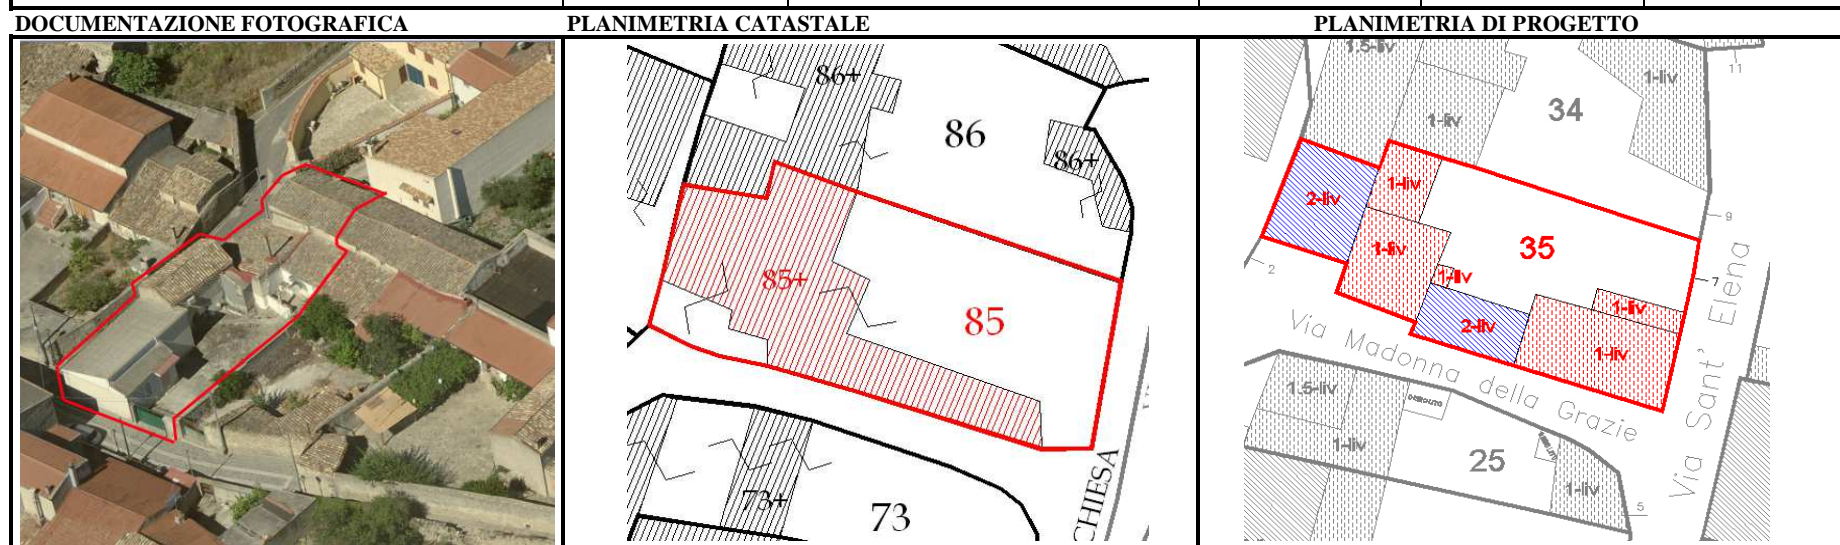 DOCUMENTAZIONE FOTOGRAFICA
PLANIMETRIA CATASTALE
PLANIMETRIA DI PROGETTO
86+
86
86+
85+
85
73+
73
CHIESA
1.5-liv
1-liv
11
34
1-liv
1-liv
2-liv
9
35
1-liv
1-liv
2
7
1-liv
2-liv
1-liv
Via Madonna della Grazie
Via Sant' Elena
1.5-liv
DEMOLITO
1-liv
25
1-liv
5